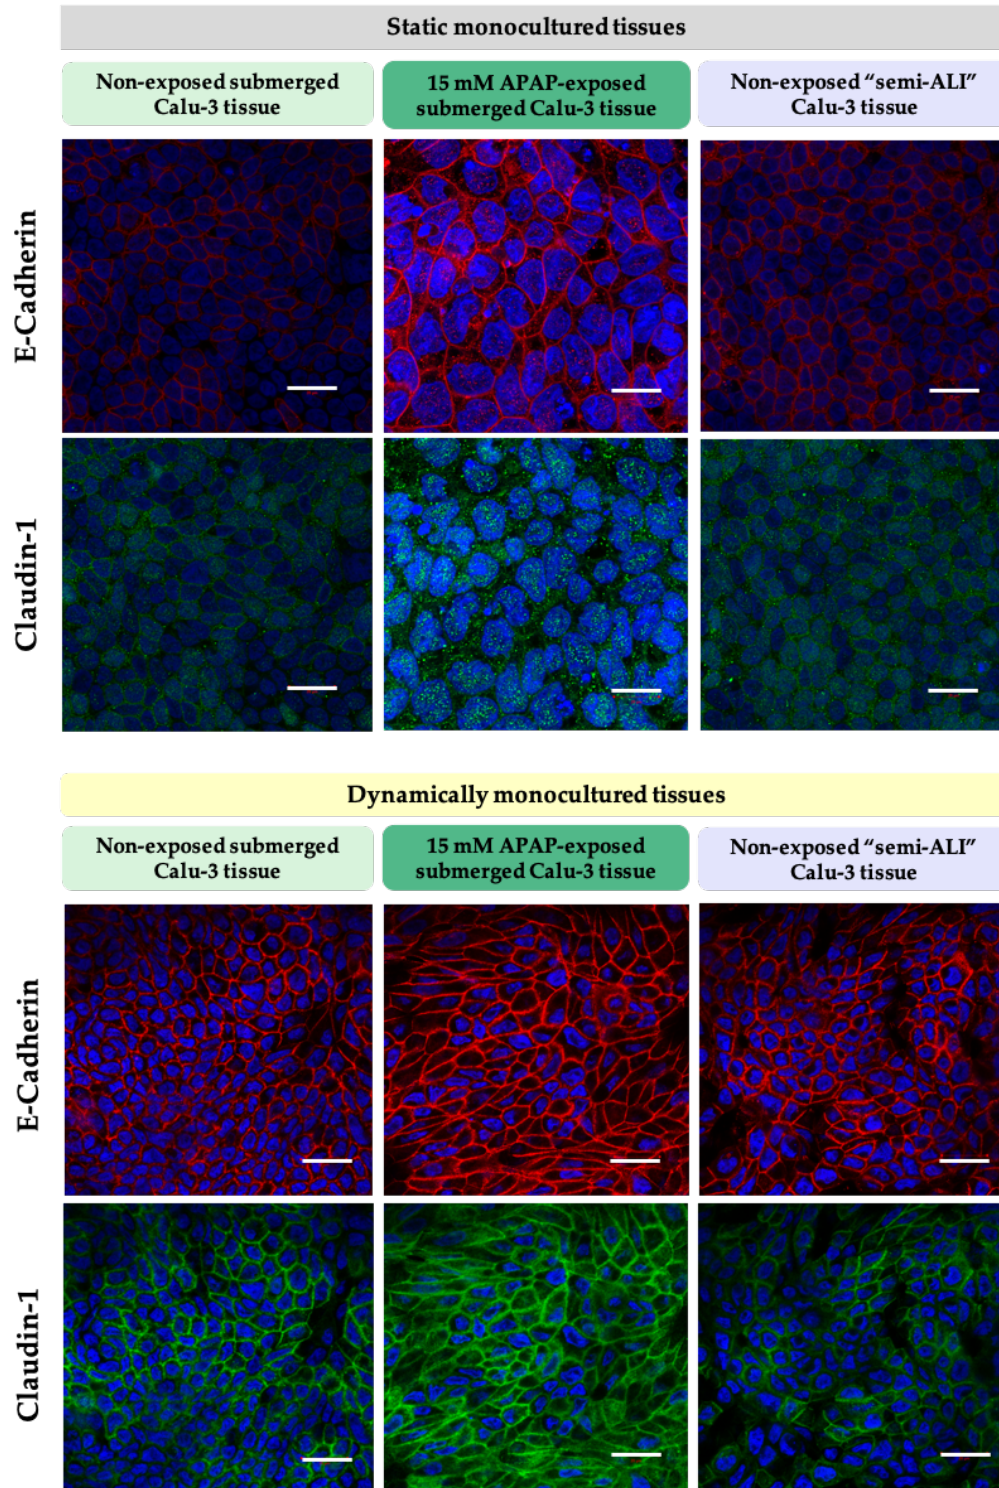 Static monocultured tissues
Non-exposed submerged
Calu-3 tissue
15 mM APAP-exposed
submerged Calu-3 tissue
Non-exposed “semi-ALI”
Calu-3 tissue
E-Cadherin
Claudin-1
Dynamically monocultured tissues
Non-exposed submerged
Calu-3 tissue
15 mM APAP-exposed
submerged Calu-3 tissue
Non-exposed “semi-ALI”
Calu-3 tissue
E-Cadherin
Claudin-1